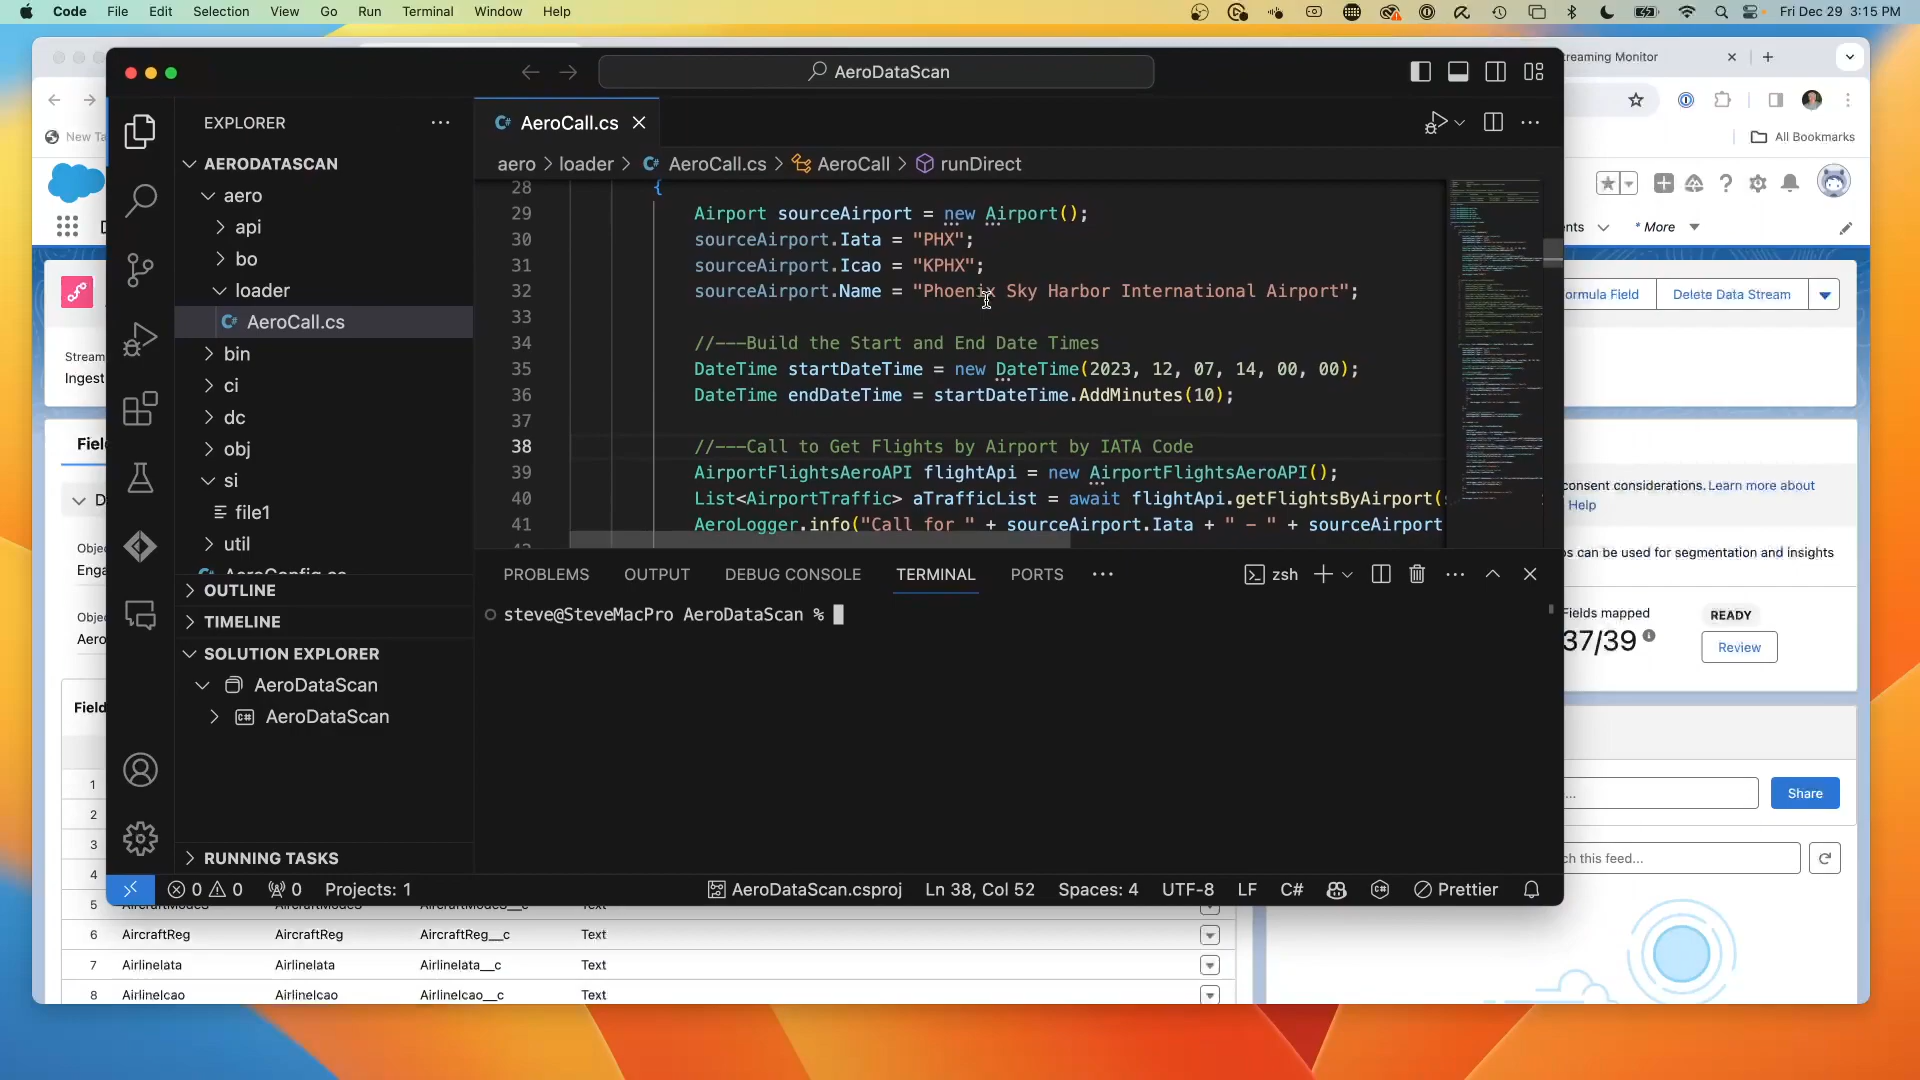 Code File Edit Selection View Go Run Terminal Window Help
Fri Dec 29 3:15 PM
reaming Monitor
New Ta
All Bookmarks
AeroDataScan
EXPLORER
AERODATASCAN
aero
api
bo
loader
AeroCall.cs
bin
ci
dc
obj
si
file1
util
OUTLINE
TIMELINE
SOLUTION EXPLORER
AeroDataScan
AeroDataScan
RUNNING TASKS
AeroCall.cs
aero > loader > AeroCall.cs > AeroCall > runDirect
28 {
29 Airport sourceAirport = new Airport();
30 sourceAirport.Iata = "PHX";
31 sourceAirport.Icao = "KPHX";
32 sourceAirport.Name = "Phoenix Sky Harbor International Airport";
33
34 //---Build the Start and End Date Times
35 DateTime startDateTime = new DateTime(2023, 12, 07, 14, 00, 00);
36 DateTime endDateTime = startDateTime.AddMinutes(10);
37
38 //---Call to Get Flights by Airport by IATA Code
39 AirportFlightsAeroAPI flightApi = new AirportFlightsAeroAPI();
40 List<AirportTraffic> aTrafficList = await flightApi.getFlightsByAirport(
41 AeroLogger.info("Call for " + sourceAirport.Iata + " - " + sourceAirport
PROBLEMS OUTPUT DEBUG CONSOLE TERMINAL PORTS
zsh
steve@SteveMacPro AeroDataScan %
0 0 0 Projects: 1
AeroDataScan.csproj Ln 38, Col 52 Spaces: 4 UTF-8 LF C# Prettier
ents * More
ormula Field Delete Data Stream
Stream
Ingest
Fiel
D
Obje
Enga
Obje
Aero
Field
consent considerations. Learn more about
Help
os can be used for segmentation and insights
Fields mapped
37/39
READY
Review
... Share
ch this feed...
1
2
3
4
5
6 AircraftReg AircraftReg AircraftReg__c Text
7 AirlineIata AirlineIata AirlineIata__c Text
8 AirlineIcao AirlineIcao AirlineIcao__c Text